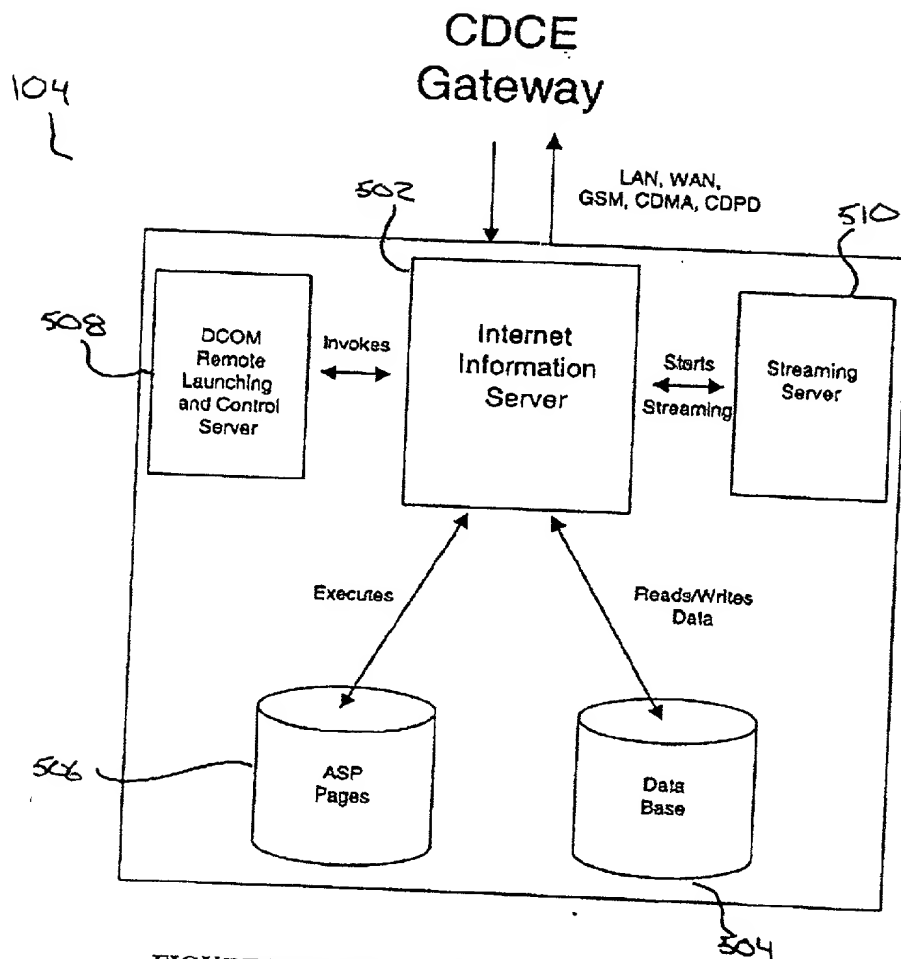 CDCE
Gateway
104
LAN, WAN,
GSM, CDMA, CDPD
502
510
508
DCOM
Remote
Launching
and Control
Server
Invokes
Internet
Information
Server
Starts
Streaming
Streaming
Server
Executes
Reads/Writes
Data
506
ASP
Pages
Data
Base
504